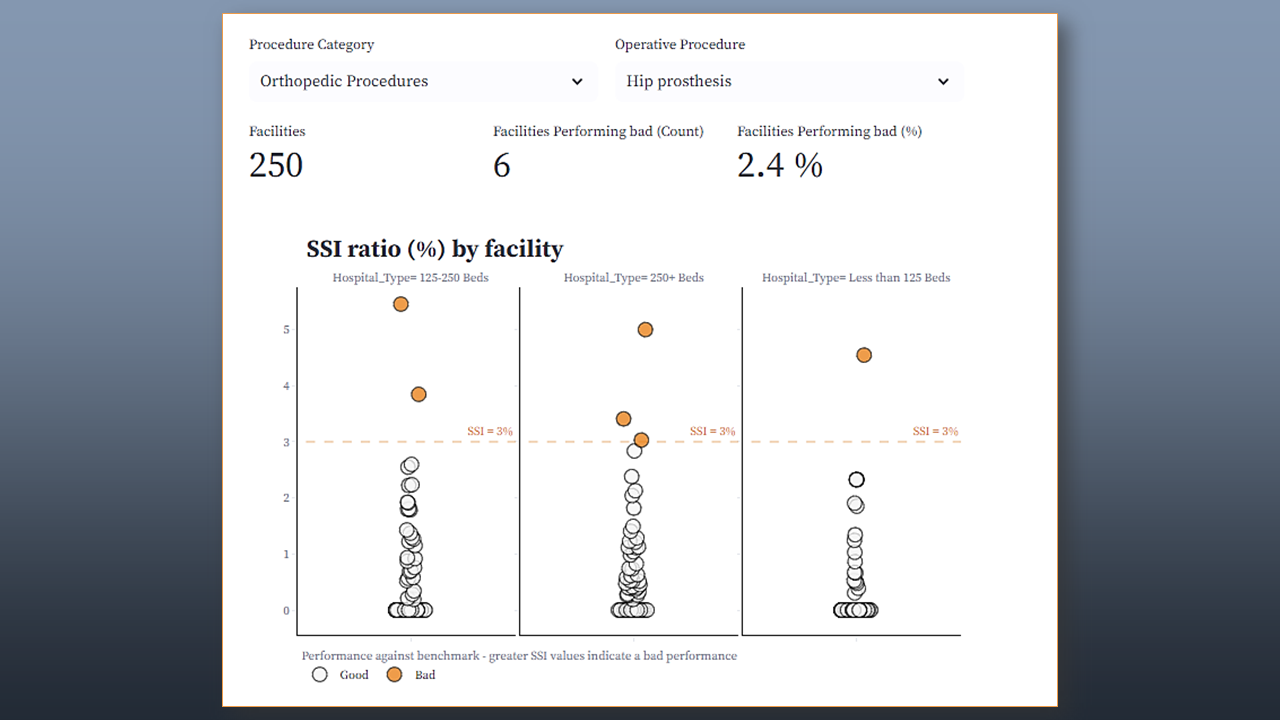 Procedure Category
Operative Procedure
Orthopedic Procedures
Hip prosthesis
Facilities
Facilities Performing bad (Count)
Facilities Performing bad (%)
250
6
2.4 %
SSI ratio (%) by facility
Hospital_Type= 125-250 Beds
Hospital_Type= 250+ Beds
Hospital_Type= Less than 125 Beds
5
4
3
2
1
0
SSI = 3%
SSI = 3%
SSI = 3%
Performance against benchmark - greater SSI values indicate a bad performance
Good
Bad